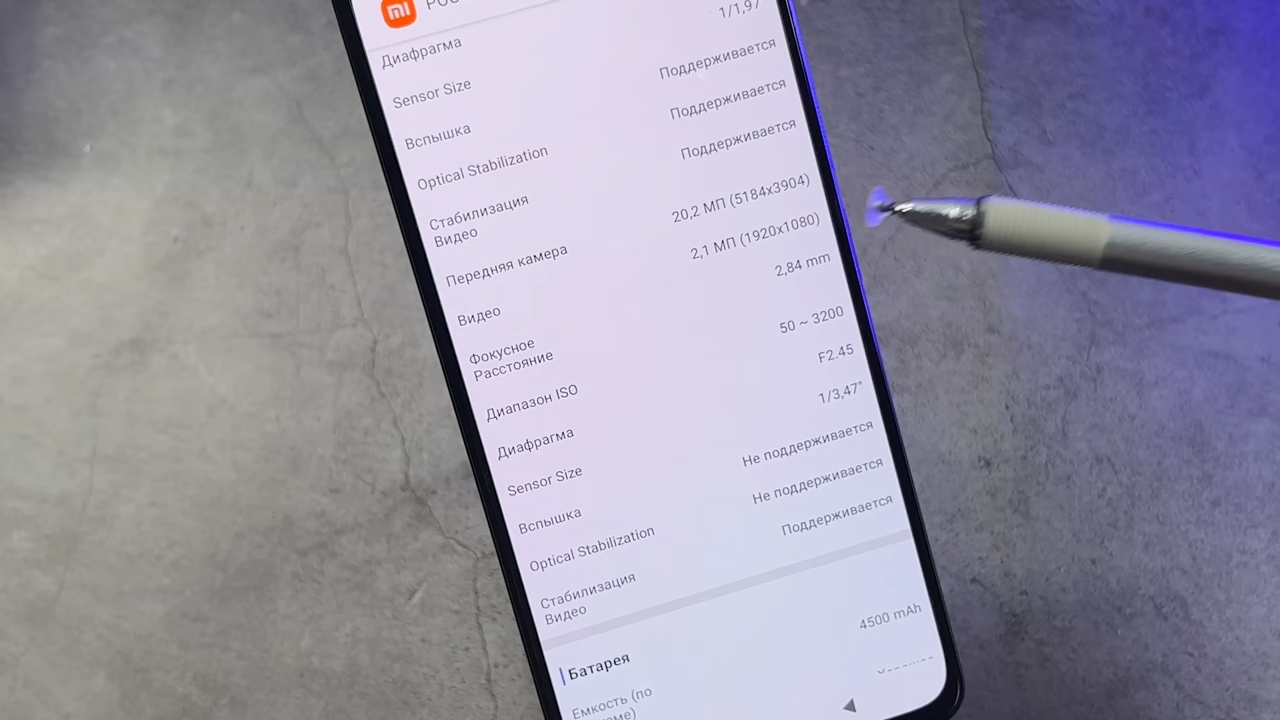 mi
Диафрагма
1/1,97
Sensor Size
Поддерживается
Вспышка
Поддерживается
Optical Stabilization
Поддерживается
Стабилизация
Видео
Передняя камера
20,2 МП (5184x3904)
Видео
2,1 МП (1920x1080)
Фокусное
Расстояние
2,84 mm
Диапазон ISO
50 ~ 3200
Диафрагма
F2.45
Sensor Size
1/3,47"
Вспышка
Не поддерживается
Optical Stabilization
Не поддерживается
Стабилизация
Видео
Поддерживается
Батарея
Емкость (по
4500 mAh